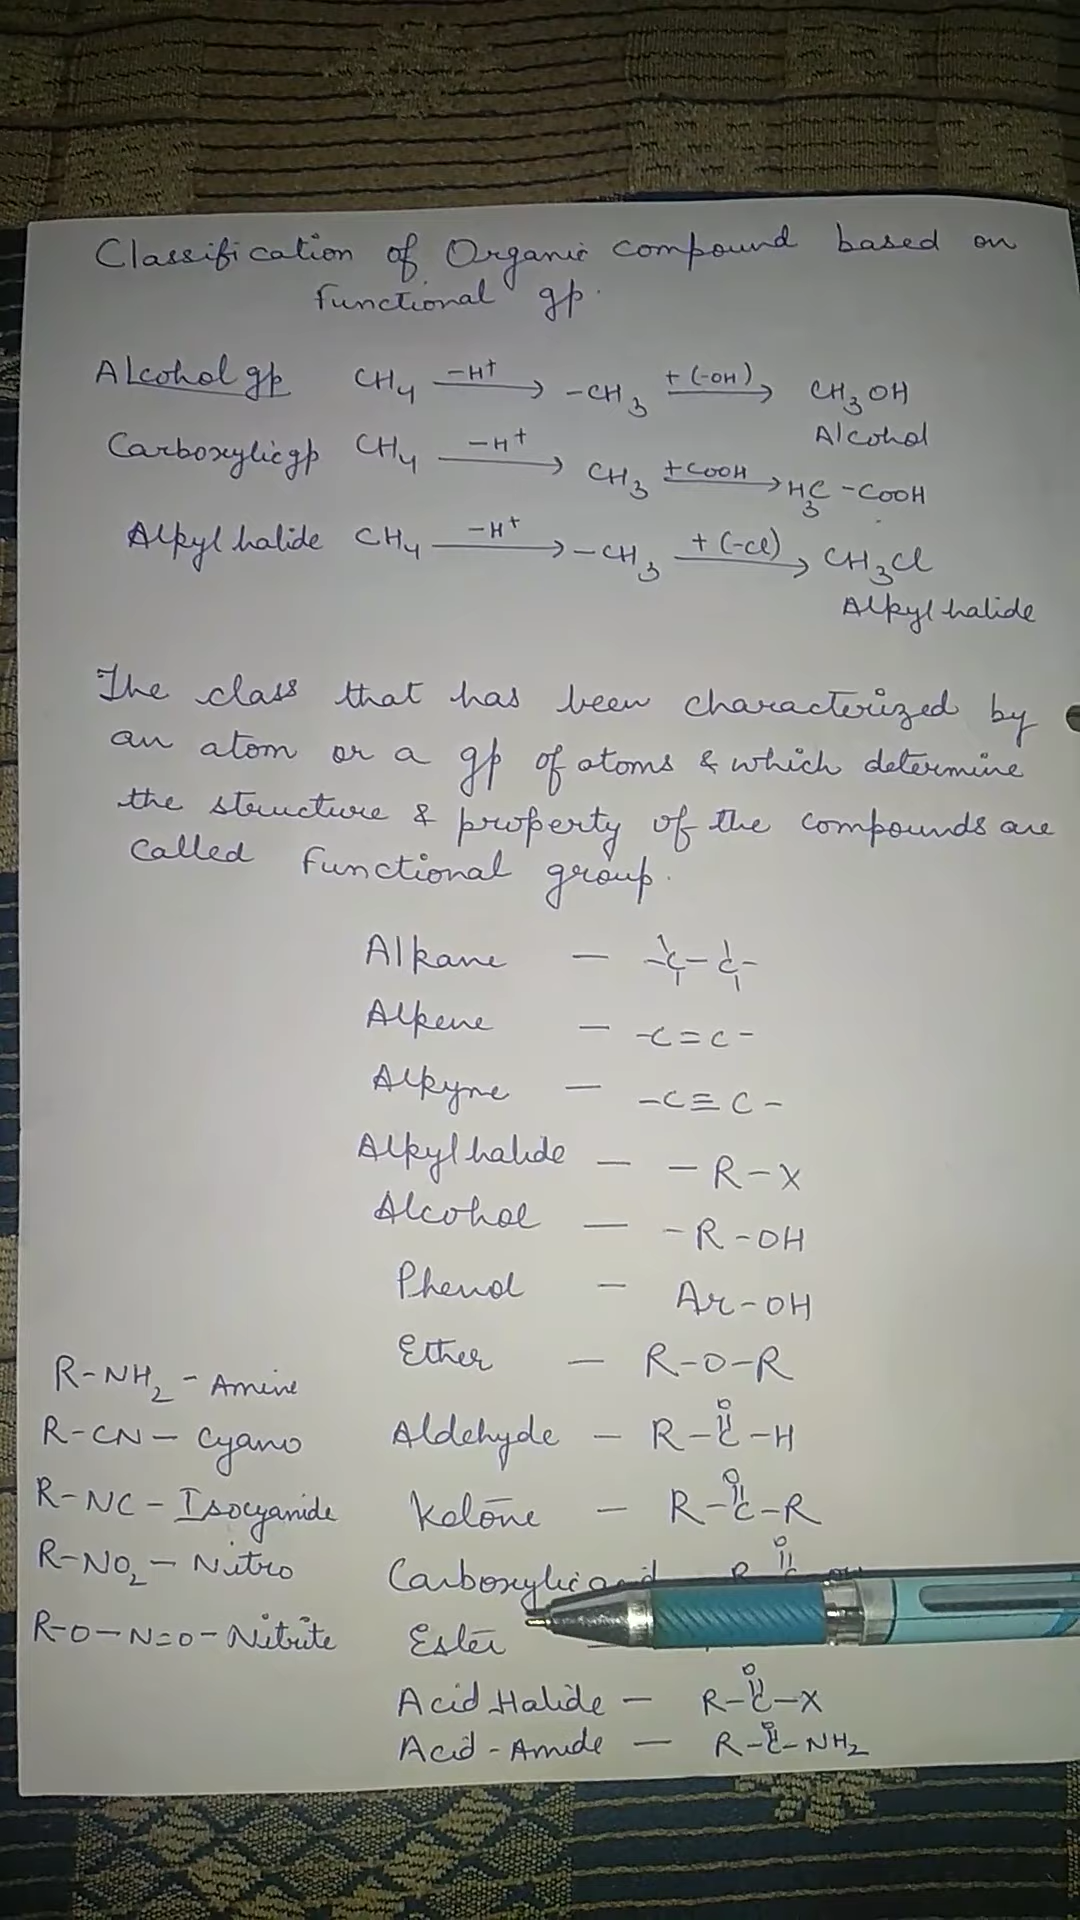 Classification of Organic compound based on
functional gp.
Alcohol gp CH4 —-H+→ -CH3 —+(-OH)→ CH3OH
Alcohol
Carboxylic gp CH4 —-H+→ CH3 —+COOH→ H3C-COOH
Alkyl halide CH4 —-H+→ -CH3 —+(-Cl)→ CH3Cl
Alkyl halide
The class that has been characterized by
an atom or a gp of atoms & which determine
the structure & property of the compounds are
called functional group.
Alkane — -C-C-
Alkene — -C=C-
Alkyne — -C≡C-
Alkyl halide — -R-X
Alcohol — -R-OH
Phenol — Ar-OH
Ether — R-O-R
Aldehyde — R-C(=O)-H
Ketone — R-C(=O)-R
Carboxylic acid
Ester
Acid Halide — R-C(=O)-X
Acid-Amide — R-C(=O)-NH2
R-NH2 - Amine
R-CN - Cyano
R-NC - Isocyanide
R-NO2 - Nitro
R-O-N=O - Nitrite